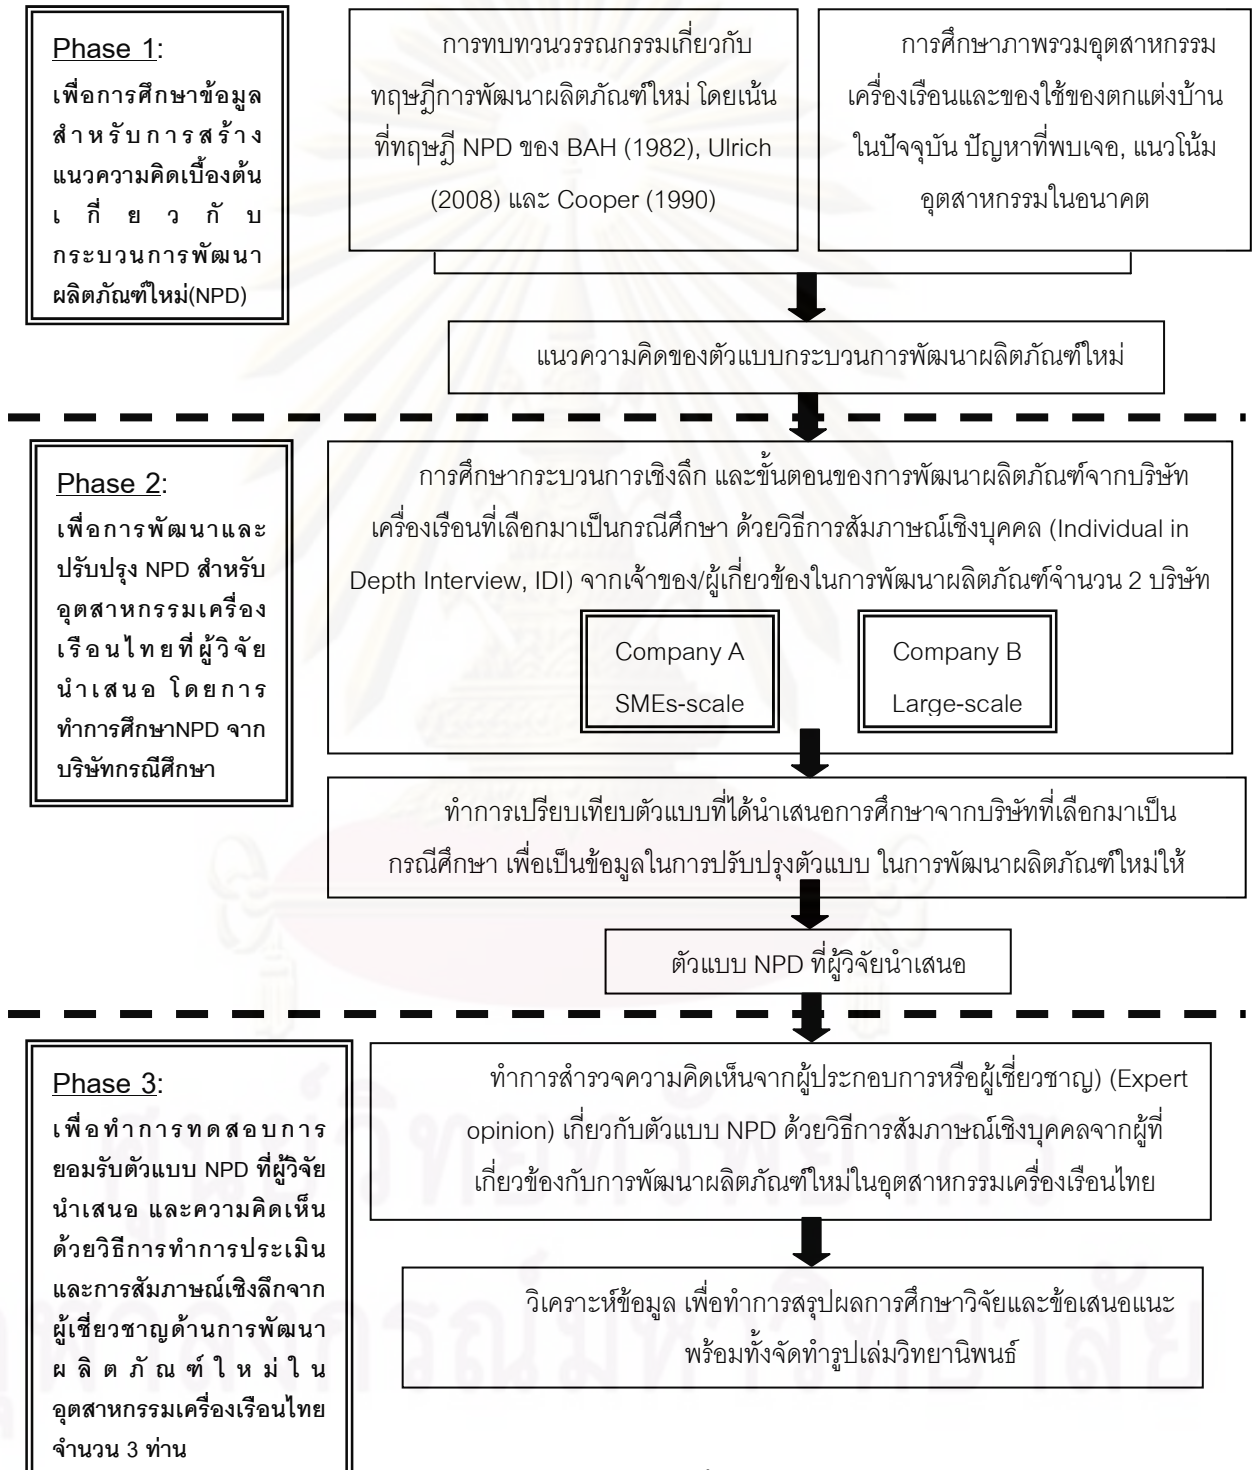 Phase 1:
เพื่อการศึกษาข้อมูล
สำหรับการสร้าง
แนวความคิดเบื้องต้น
เกี่ยวกับ
กระบวนการพัฒนา
ผลิตภัณฑ์ใหม่(NPD)
การทบทวนวรรณกรรมเกี่ยวกับ
ทฤษฎีการพัฒนาผลิตภัณฑ์ใหม่ โดยเน้น
ที่ทฤษฎี NPD ของ BAH (1982), Ulrich
(2008) และ Cooper (1990)
การศึกษาภาพรวมอุตสาหกรรม
เครื่องเรือนและของใช้ของตกแต่งบ้าน
ในปัจจุบัน ปัญหาที่พบเจอ, แนวโน้ม
อุตสาหกรรมในอนาคต
แนวความคิดของตัวแบบกระบวนการพัฒนาผลิตภัณฑ์ใหม่
Phase 2:
เพื่อการพัฒนาและ
ปรับปรุง NPD สำหรับ
อุตสาหกรรมเครื่อง
เรือนไทยที่ผู้วิจัย
นำเสนอ โดยการ
ทำการศึกษาNPD จาก
บริษัทกรณีศึกษา
การศึกษากระบวนการเชิงลึก และขั้นตอนของการพัฒนาผลิตภัณฑ์จากบริษัท
เครื่องเรือนที่เลือกมาเป็นกรณีศึกษา ด้วยวิธีการสัมภาษณ์เชิงบุคคล (Individual in
Depth Interview, IDI) จากเจ้าของ/ผู้เกี่ยวข้องในการพัฒนาผลิตภัณฑ์จำนวน 2 บริษัท
Company A
SMEs-scale
Company B
Large-scale
ทำการเปรียบเทียบตัวแบบที่ได้นำเสนอการศึกษาจากบริษัทที่เลือกมาเป็น
กรณีศึกษา เพื่อเป็นข้อมูลในการปรับปรุงตัวแบบ ในการพัฒนาผลิตภัณฑ์ใหม่ให้
ตัวแบบ NPD ที่ผู้วิจัยนำเสนอ
Phase 3:
เพื่อทำการทดสอบการ
ยอมรับตัวแบบ NPD ที่ผู้วิจัย
นำเสนอ และความคิดเห็น
ด้วยวิธีการทำการประเมิน
และการสัมภาษณ์เชิงลึกจาก
ผู้เชี่ยวชาญด้านการพัฒนา
ผลิตภัณฑ์ใหม่ใน
อุตสาหกรรมเครื่องเรือนไทย
จำนวน 3 ท่าน
ทำการสำรวจความคิดเห็นจากผู้ประกอบการหรือผู้เชี่ยวชาญ) (Expert
opinion) เกี่ยวกับตัวแบบ NPD ด้วยวิธีการสัมภาษณ์เชิงบุคคลจากผู้ที่
เกี่ยวข้องกับการพัฒนาผลิตภัณฑ์ใหม่ในอุตสาหกรรมเครื่องเรือนไทย
วิเคราะห์ข้อมูล เพื่อทำการสรุปผลการศึกษาวิจัยและข้อเสนอแนะ
พร้อมทั้งจัดทำรูปเล่มวิทยานิพนธ์
ศูนย์วิทยทรัพยากร
จุฬาลงกรณ์มหาวิทยาลัย